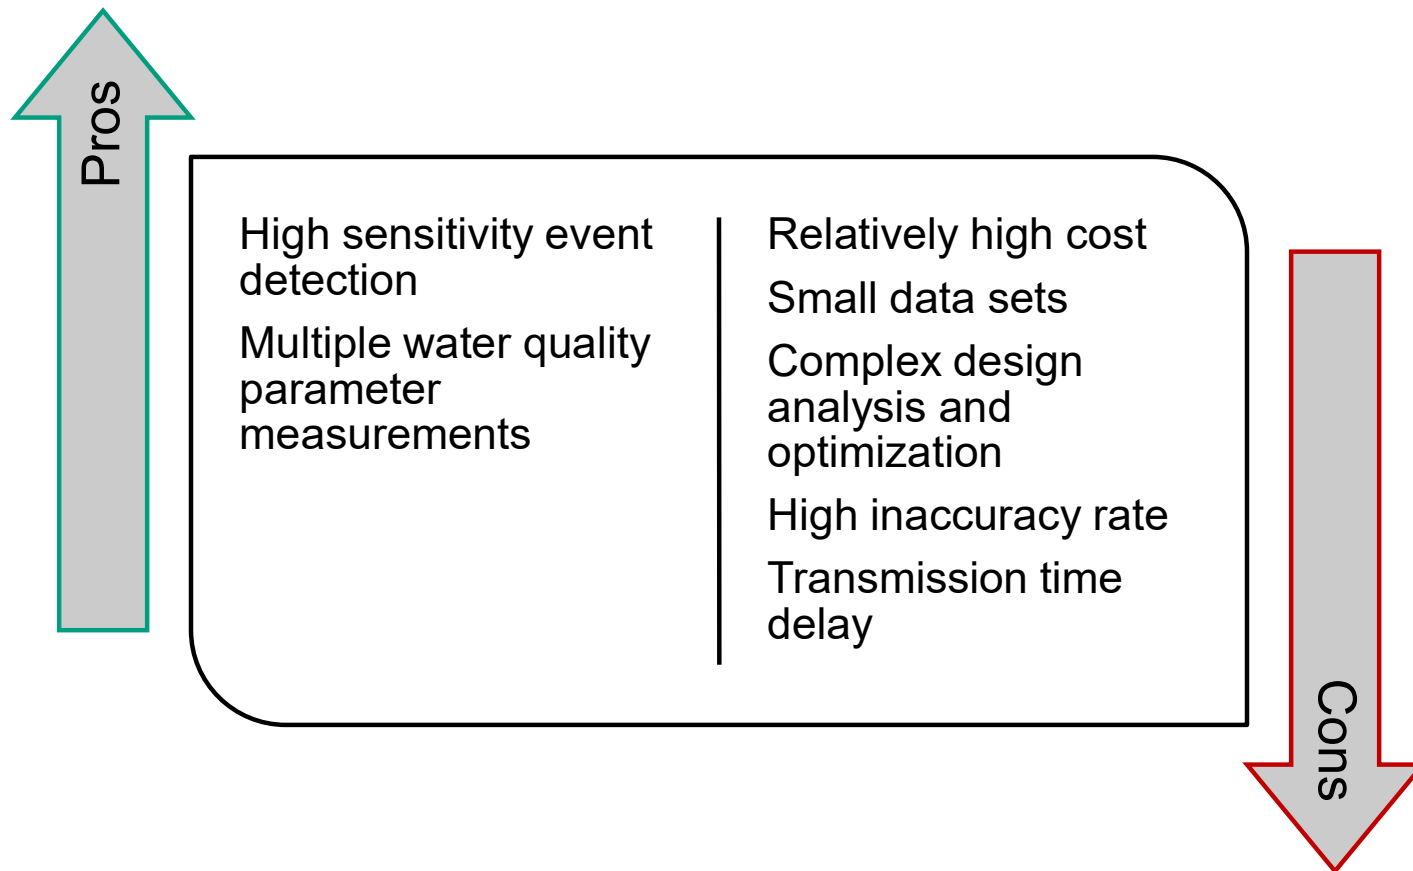 Pros
High sensitivity event
detection
Multiple water quality
parameter
measurements
Relatively high cost
Small data sets
Complex design
analysis and
optimization
High inaccuracy rate
Transmission time
delay
Cons